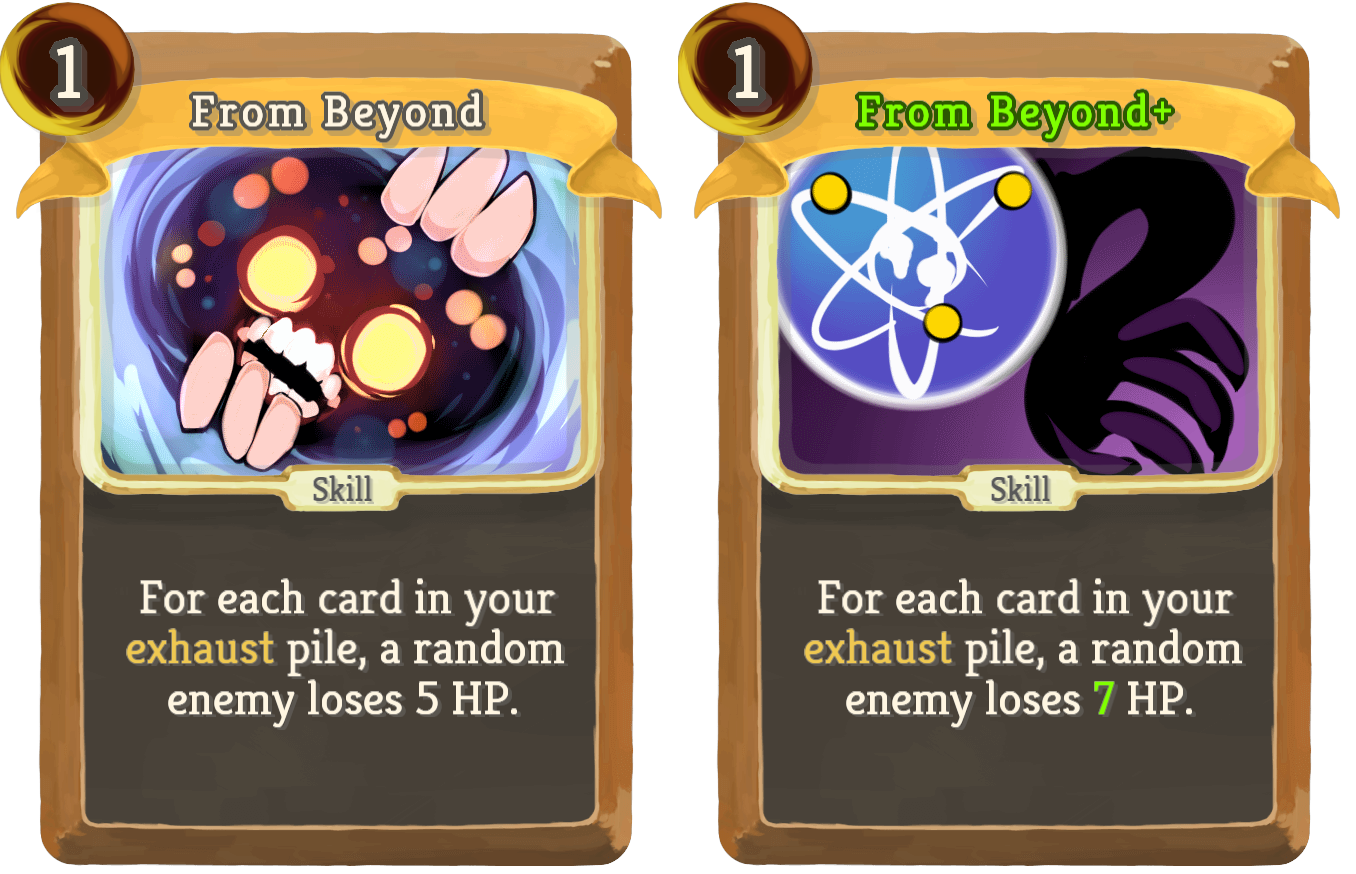 1
From Beyond
Skill
For each card in your
exhaust pile, a random
enemy loses 5 HP.
1
From Beyond+
Skill
For each card in your
exhaust pile, a random
enemy loses 7 HP.